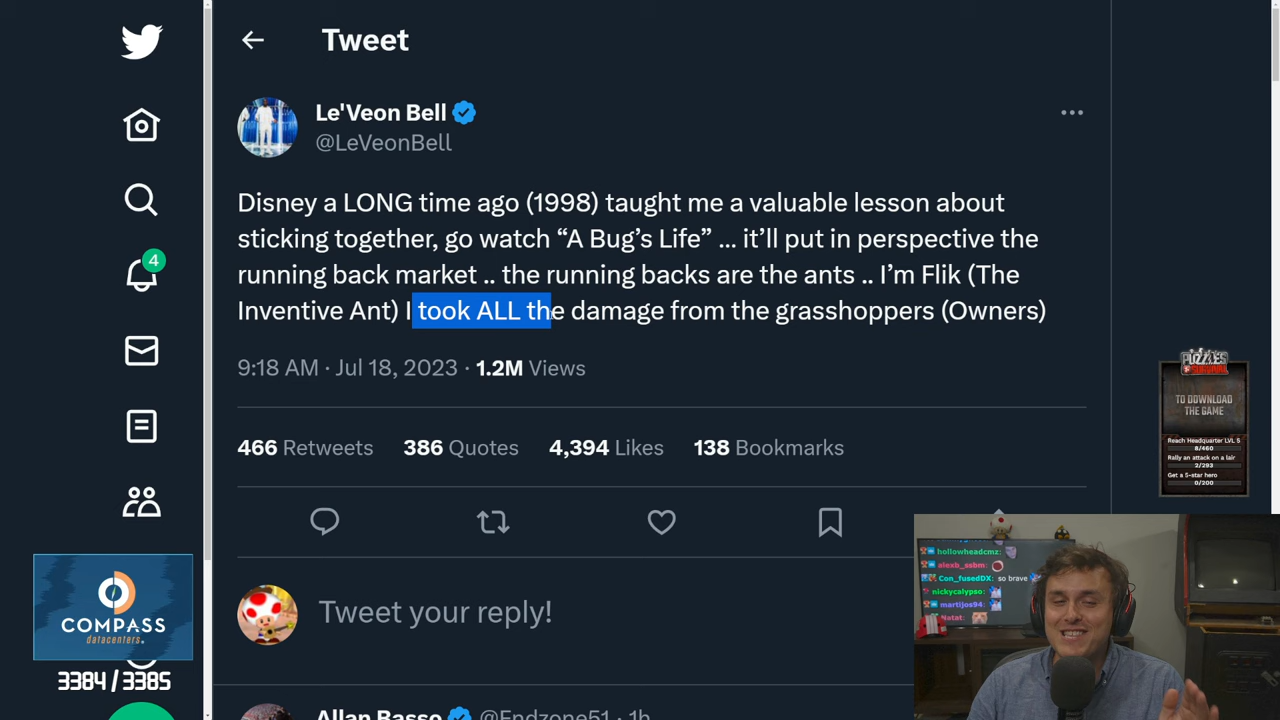 Tweet
Le'Veon Bell
@LeVeonBell
Disney a LONG time ago (1998) taught me a valuable lesson about
sticking together, go watch “A Bug’s Life” ... it’ll put in perspective the
running back market .. the running backs are the ants .. I’m Flik (The
Inventive Ant) I took ALL the damage from the grasshoppers (Owners)
9:18 AM · Jul 18, 2023 · 1.2M Views
466 Retweets 386 Quotes 4,394 Likes 138 Bookmarks
Tweet your reply!
Allan Basso @Endzone51 · 1h
4
COMPASS
datacenters.
3384 / 3385
PUZZLES
SURVIVAL
TO DOWNLOAD
THE GAME
Reach Headquarter LVL 5
8/460
Rally an attack on a lair
2/293
Get a 5-star hero
0/200
hollowheadcmz:
alexb_ssbm:
Con_fusedDX: so brave
nickycalypso:
martijos94:
Natat: